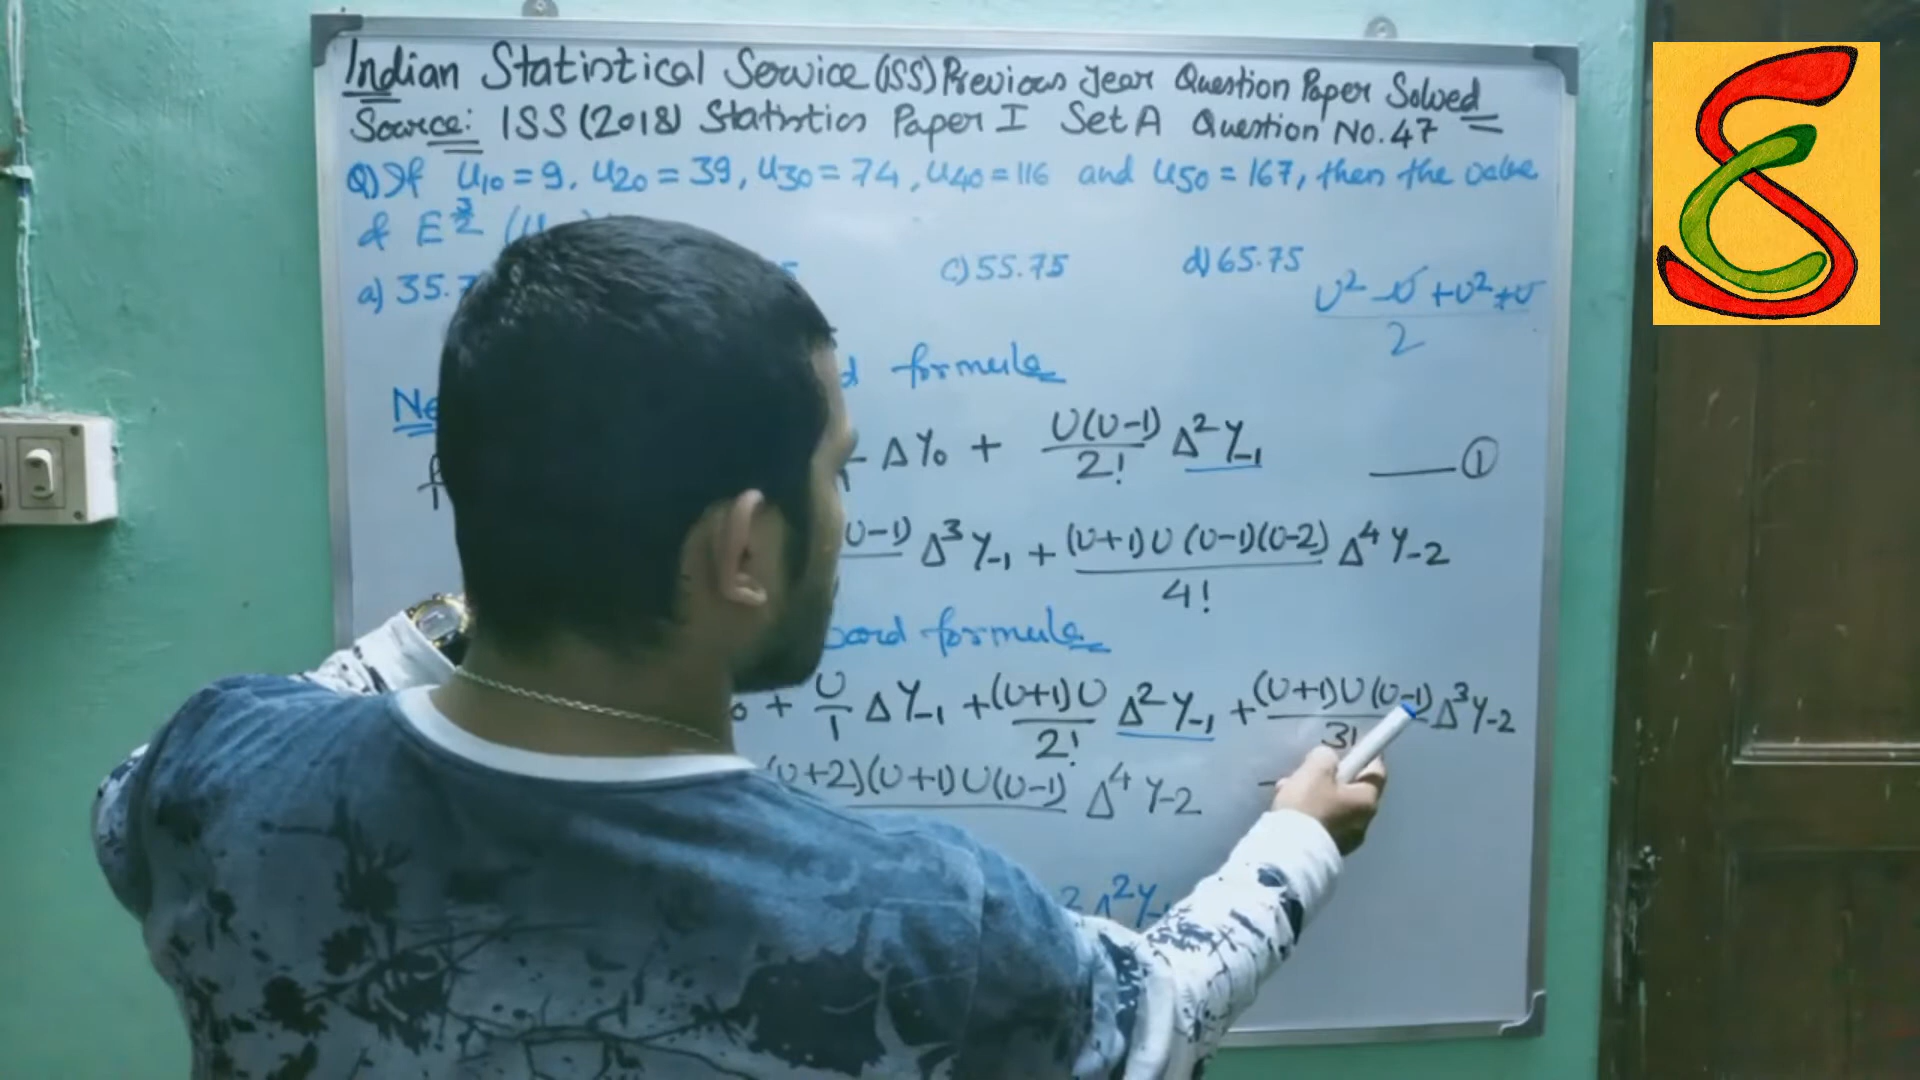 Indian Statistical Service (ISS) Previous Year Question Paper Solved
Source: ISS (2018) Statistics Paper I Set A Question No. 47
Q) If u₁₀ = 9, u₂₀ = 39, u₃₀ = 74, u₄₀ = 116 and u₅₀ = 167, then the value
of E^(3/2) (u
a) 35.7 c) 55.75 d) 65.75
(U² - U + U² + U)/2
formula
ΔY₀ + U(U-1)/2! Δ²Y₋₁ —— ①
U-1) Δ³Y₋₁ + (U+1)U(U-1)(U-2)/4! Δ⁴Y₋₂
formula
+ U/1 ΔY₋₁ + (U+1)U/2! Δ²Y₋₁ + (U+1)U(U-1)/3! Δ³Y₋₂
(U+2)(U+1)U(U-1) Δ⁴Y₋₂
Δ²Y